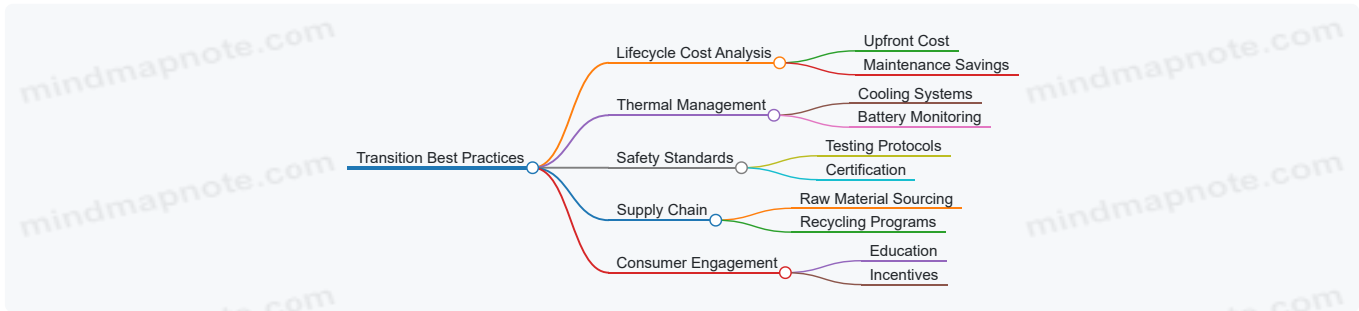 mindmapnote.com
mindmapnote.com
Transition Best Practices
Lifecycle Cost Analysis
Upfront Cost
Maintenance Savings
Thermal Management
Cooling Systems
Battery Monitoring
Safety Standards
Testing Protocols
Certification
Supply Chain
Raw Material Sourcing
Recycling Programs
Consumer Engagement
Education
Incentives
mindmapnote.com
mindmapnote.com
e.com
e.com